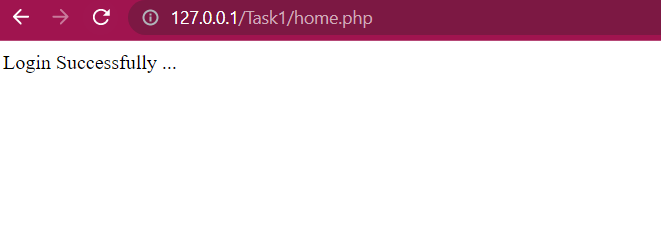 127.0.0.1/Task1/home.php
Login Successfully ...